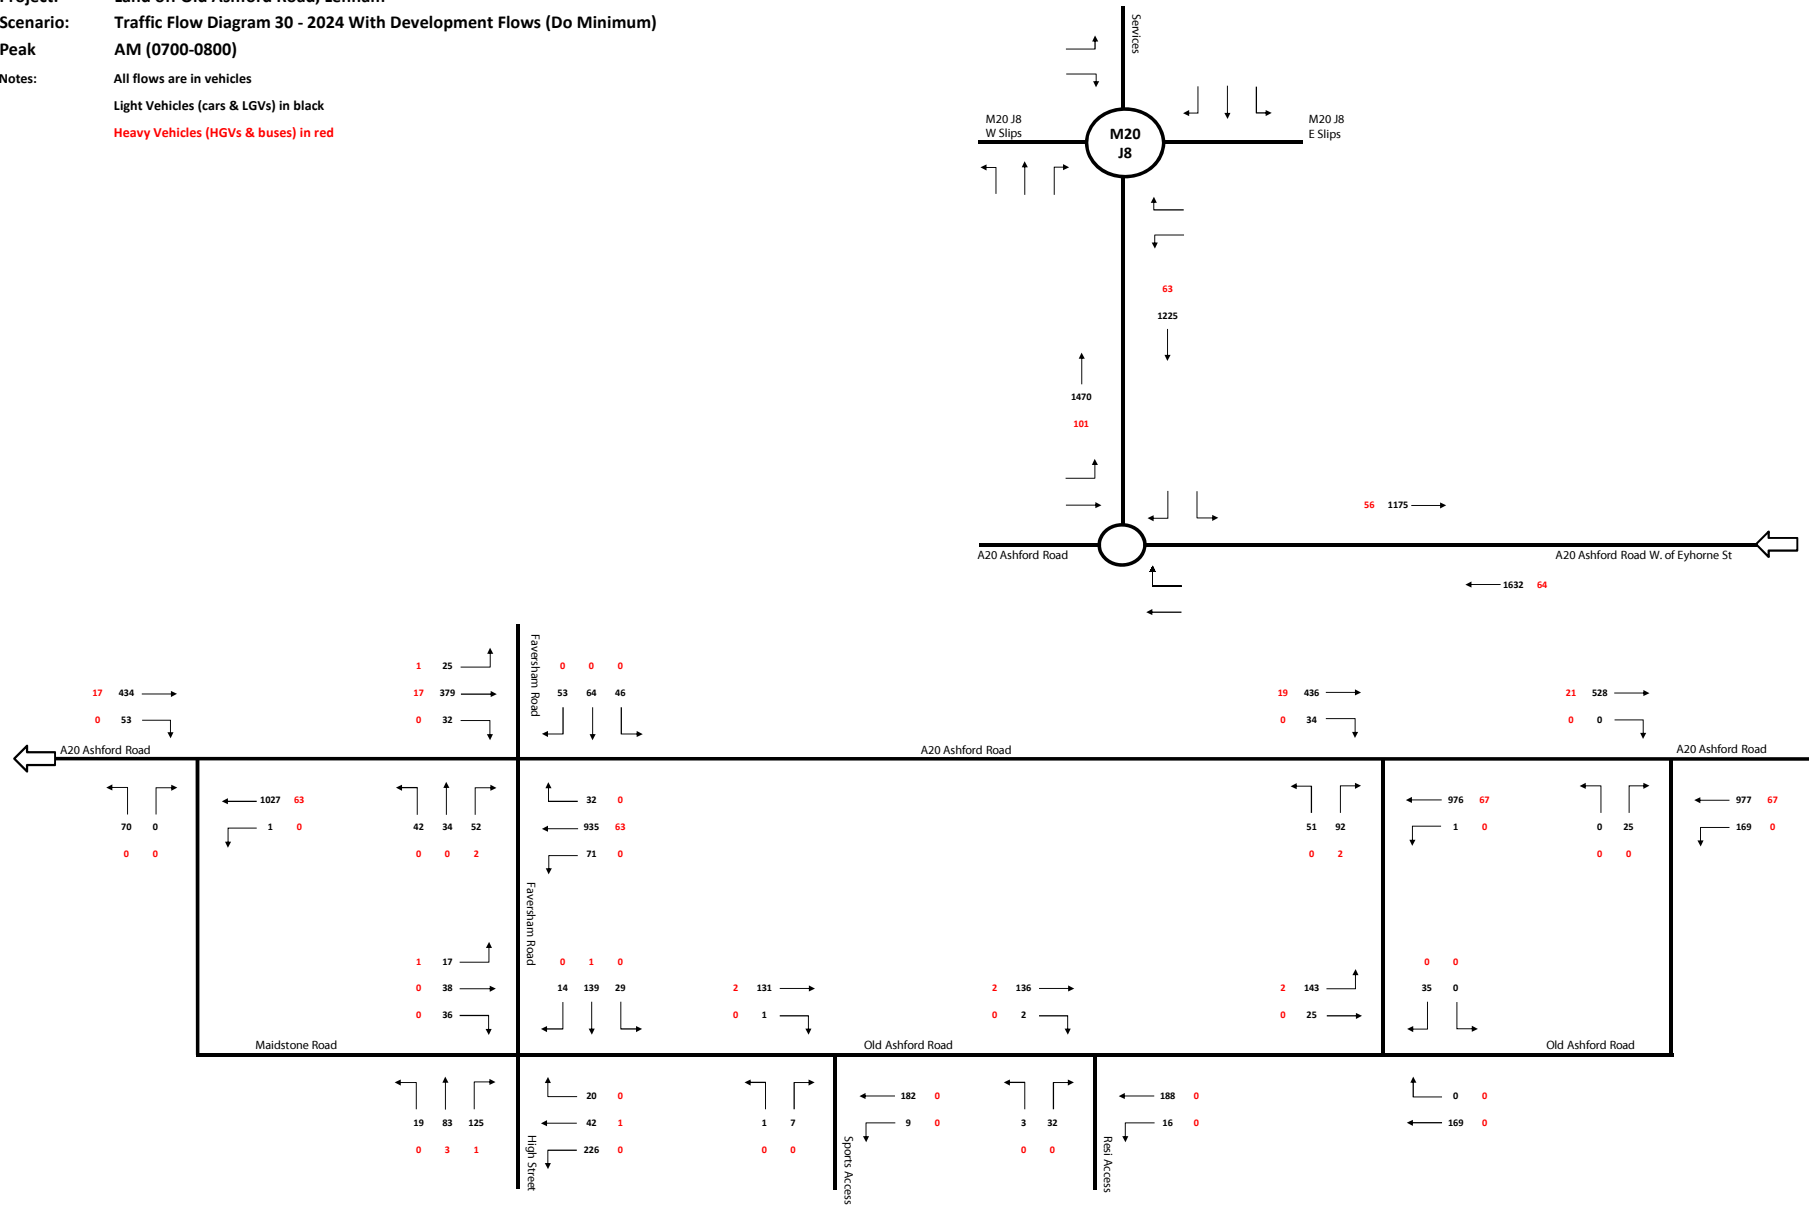 Scenario: Traffic Flow Diagram 30 - 2024 With Development Flows (Do Minimum)
Peak AM (0700-0800)
Notes: All flows are in vehicles
Light Vehicles (cars & LGVs) in black
Heavy Vehicles (HGVs & buses) in red
Services
M20 J8
W Slips
M20
J8
M20 J8
E Slips
63
1225
1470
101
56 1175
A20 Ashford Road
A20 Ashford Road W. of Eyhorne St
1632 64
Faversham Road
1 25
0 0 0
17 434
17 379
53 64 46
19 436
21 528
0 53
0 32
0 34
0 0
A20 Ashford Road
A20 Ashford Road
A20 Ashford Road
1027 63
32 0
976 67
977 67
70 0
1 0
42 34 52
935 63
51 92
1 0
0 25
169 0
0 0
0 0 2
71 0
0 2
0 0
Faversham Road
1 17
0 1 0
0 0
0 38
14 139 29
2 131
2 136
2 143
35 0
0 36
0 1
0 2
0 25
Maidstone Road
Old Ashford Road
Old Ashford Road
20 0
182 0
188 0
0 0
19 83 125
42 1
1 7
9 0
3 32
16 0
169 0
0 3 1
226 0
0 0
0 0
High Street
Sports Access
Resi Access